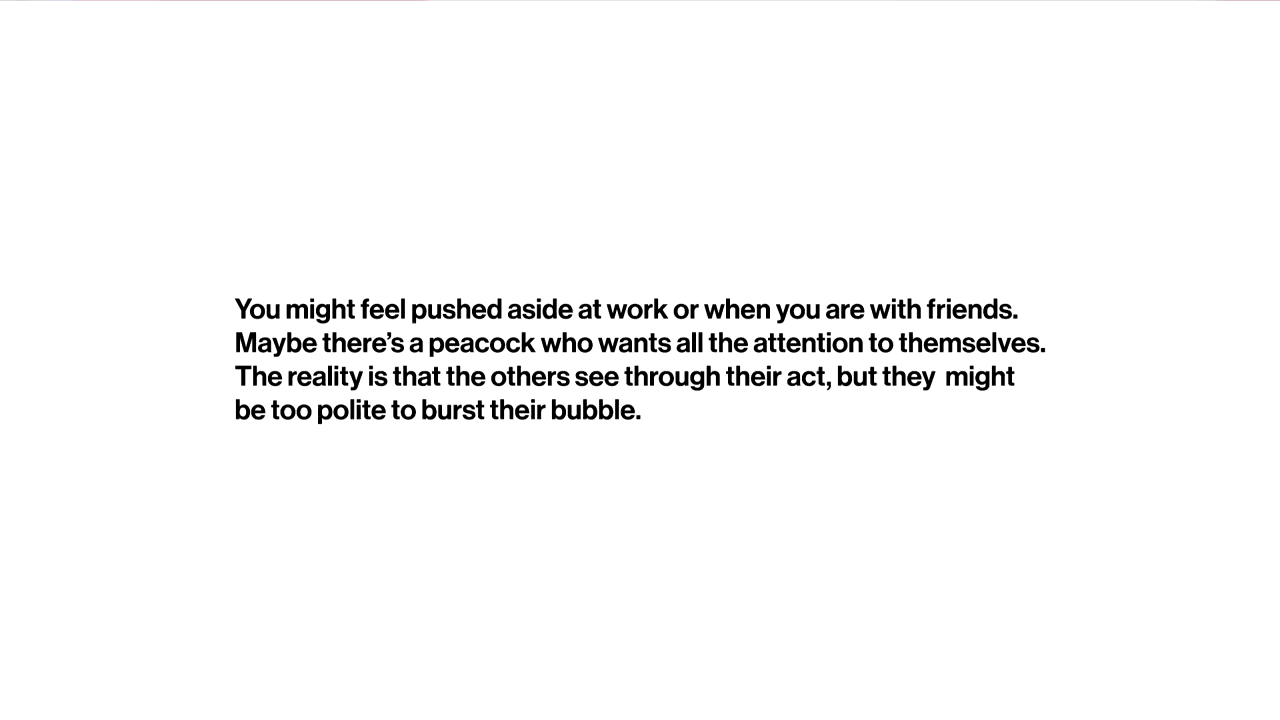 You might feel pushed aside at work or when you are with friends.
Maybe there’s a peacock who wants all the attention to themselves.
The reality is that the others see through their act, but they  might
be too polite to burst their bubble.